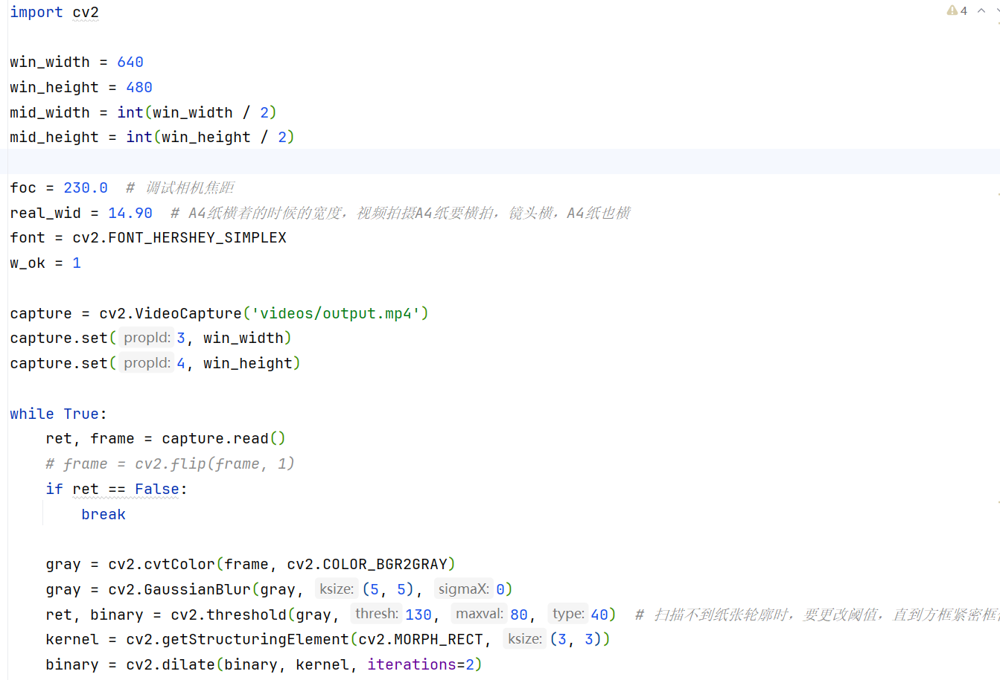 import cv2
4
win_width = 640
win_height = 480
mid_width = int(win_width / 2)
mid_height = int(win_height / 2)
foc = 230.0  # 调试相机焦距
real_wid = 14.90  # A4纸横着的时候的宽度，视频拍摄A4纸要横拍，镜头横，A4纸也横
font = cv2.FONT_HERSHEY_SIMPLEX
w_ok = 1
capture = cv2.VideoCapture('videos/output.mp4')
capture.set( propId: 3, win_width)
capture.set( propId: 4, win_height)
while True:
    ret, frame = capture.read()
    # frame = cv2.flip(frame, 1)
    if ret == False:
        break
    gray = cv2.cvtColor(frame, cv2.COLOR_BGR2GRAY)
    gray = cv2.GaussianBlur(gray,  ksize: (5, 5),  sigmaX: 0)
    ret, binary = cv2.threshold(gray,  thresh: 130,  maxval: 80,  type: 40)  # 扫描不到纸张轮廓时，要更改阈值，直到方框紧密框
    kernel = cv2.getStructuringElement(cv2.MORPH_RECT,  ksize: (3, 3))
    binary = cv2.dilate(binary, kernel, iterations=2)